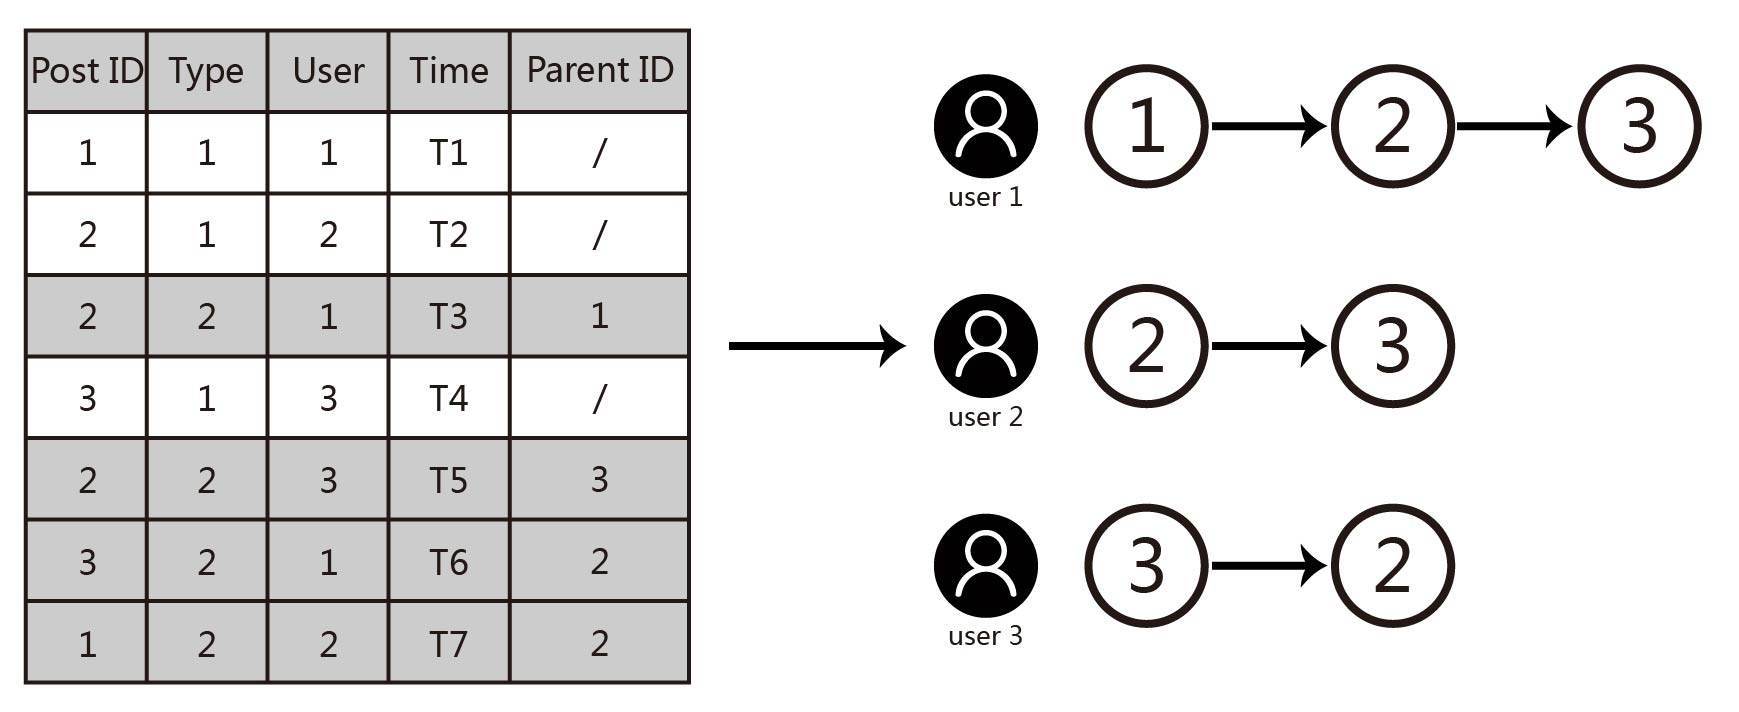 Post ID Type User Time Parent ID
1 1 1 T1 /
2 1 2 T2 /
2 2 1 T3 1
3 1 3 T4 /
2 2 3 T5 3
3 2 1 T6 2
1 2 2 T7 2
1 2 3
user 1
2 3
user 2
3 2
user 3